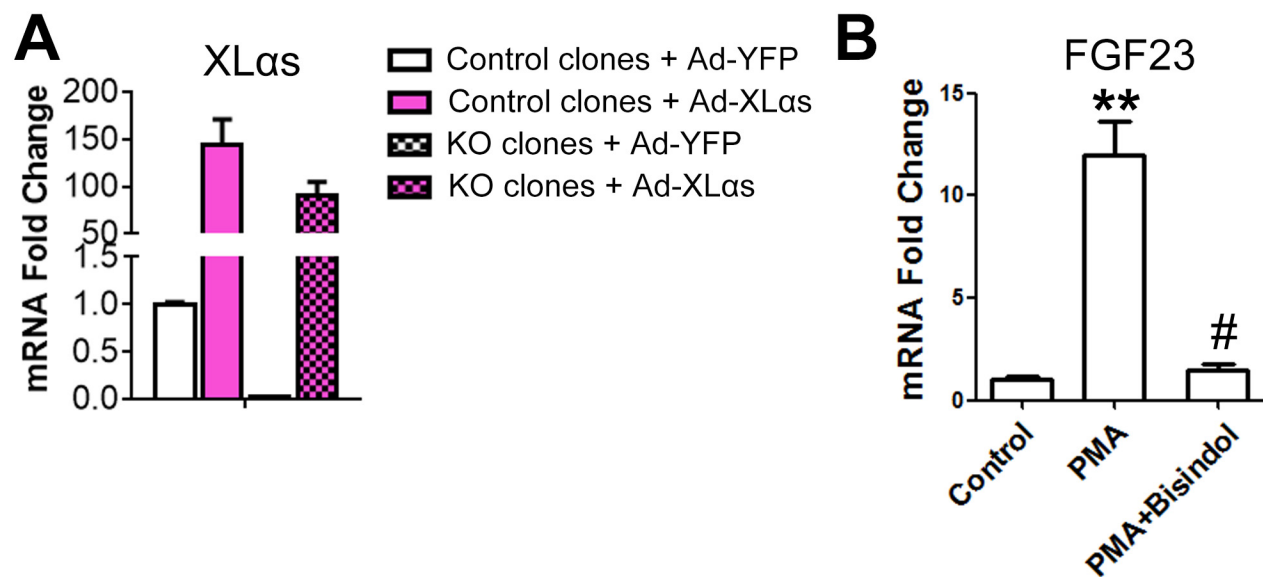 A
XLαs
mRNA Fold Change
200
150
100
50
1.5
1.0
0.5
0.0
Control clones + Ad-YFP
Control clones + Ad-XLαs
KO clones + Ad-YFP
KO clones + Ad-XLαs
B
FGF23
mRNA Fold Change
15
10
5
0
**
#
Control
PMA
PMA+Bisindol